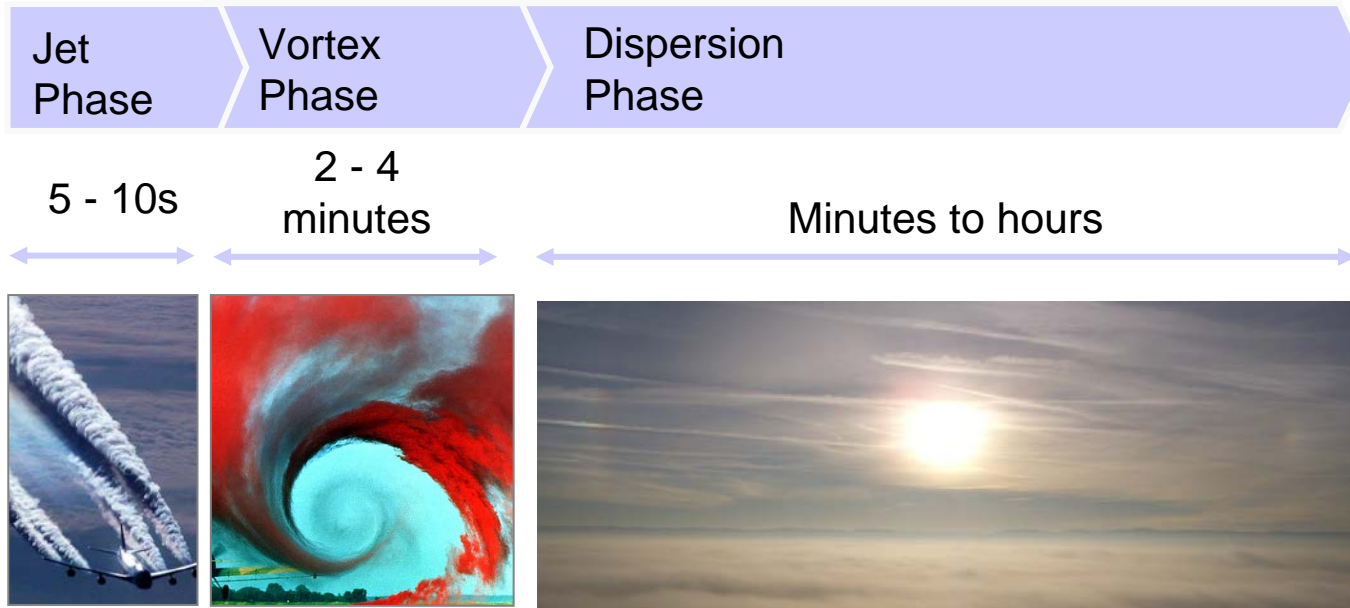 Jet
Phase
Vortex
Phase
Dispersion
Phase
5 - 10s
2 - 4
minutes
Minutes to hours